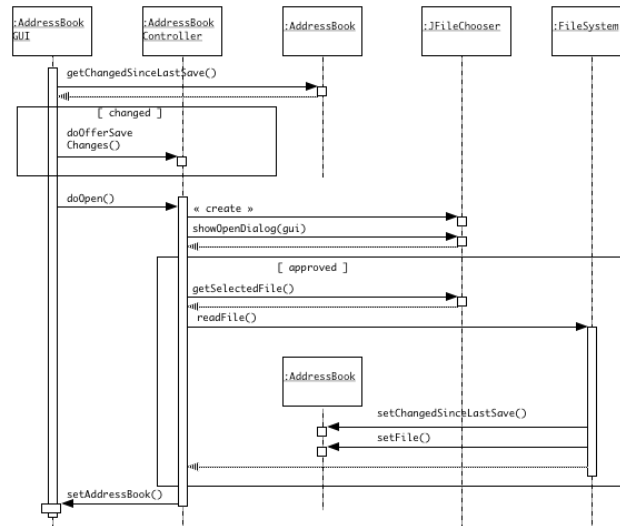 :AddressBook
GUI
:AddressBook
Controller
:AddressBook
:JFileChooser
:FileSystem
getChangedSinceLastSave()
[ changed ]
doOfferSave
Changes()
doOpen()
« create »
showOpenDialog(gui)
[ approved ]
getSelectedFile()
readFile()
:AddressBook
setChangedSinceLastSave()
setFile()
setAddressBook()